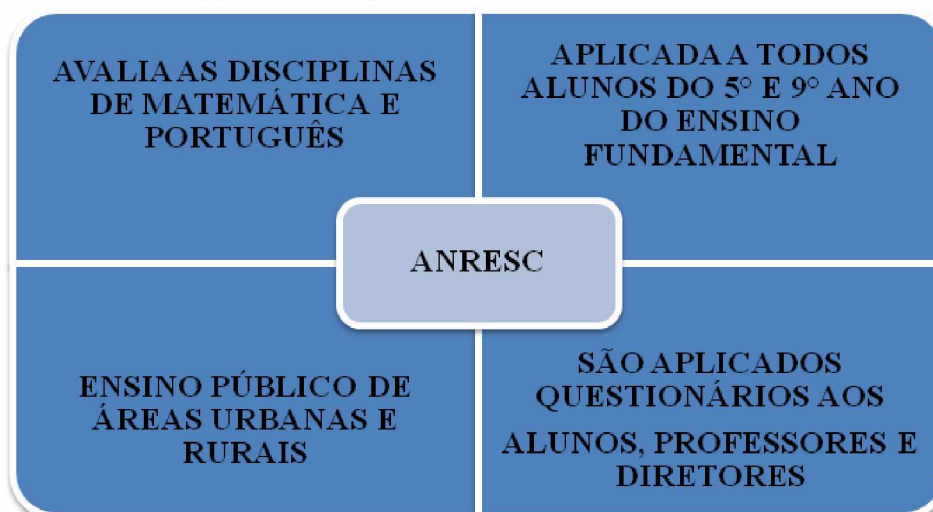 AVALIA AS DISCIPLINAS
DE MATEMÁTICA E
PORTUGUÊS
APLICADA A TODOS
ALUNOS DO 5° E 9° ANO
DO ENSINO
FUNDAMENTAL
ANRESC
ENSINO PÚBLICO DE
ÁREAS URBANAS E
RURAIS
SÃO APLICADOS
QUESTIONÁRIOS AOS
ALUNOS, PROFESSORES E
DIRETORES